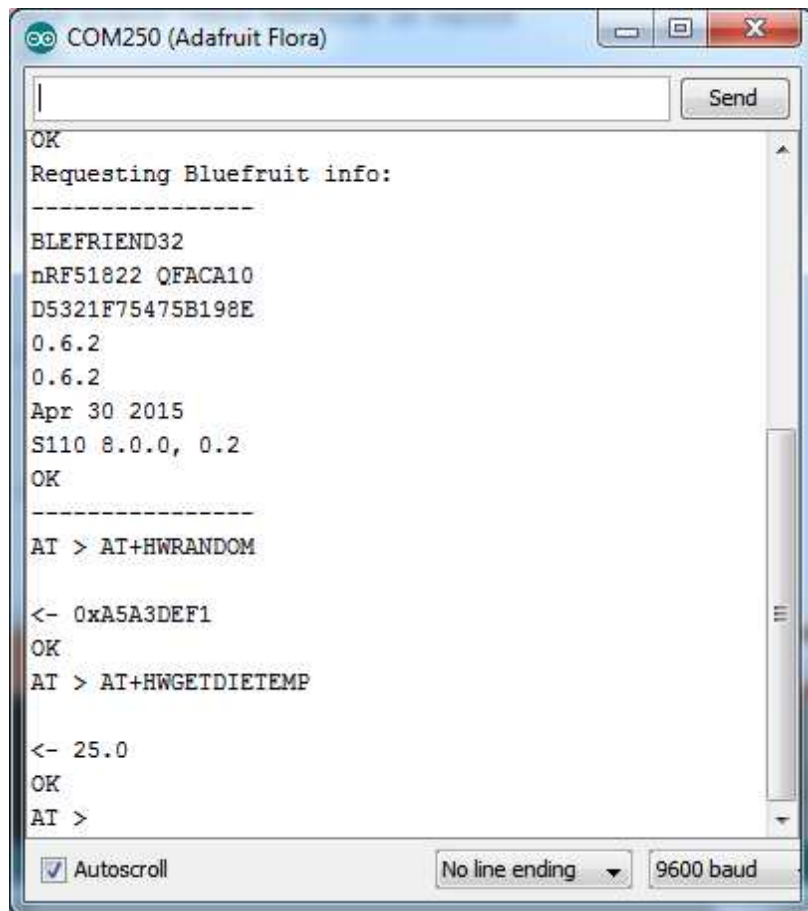 COM250 (Adafruit Flora)
Send
OK
Requesting Bluefruit info:
----------------
BLEFRIEND32
nRF51822 QFACA10
D5321F75475B198E
0.6.2
0.6.2
Apr 30 2015
S110 8.0.0, 0.2
OK
----------------
AT > AT+HWRANDOM
<- 0xA5A3DEF1
OK
AT > AT+HWGETDIETEMP
<- 25.0
OK
AT >
Autoscroll No line ending 9600 baud